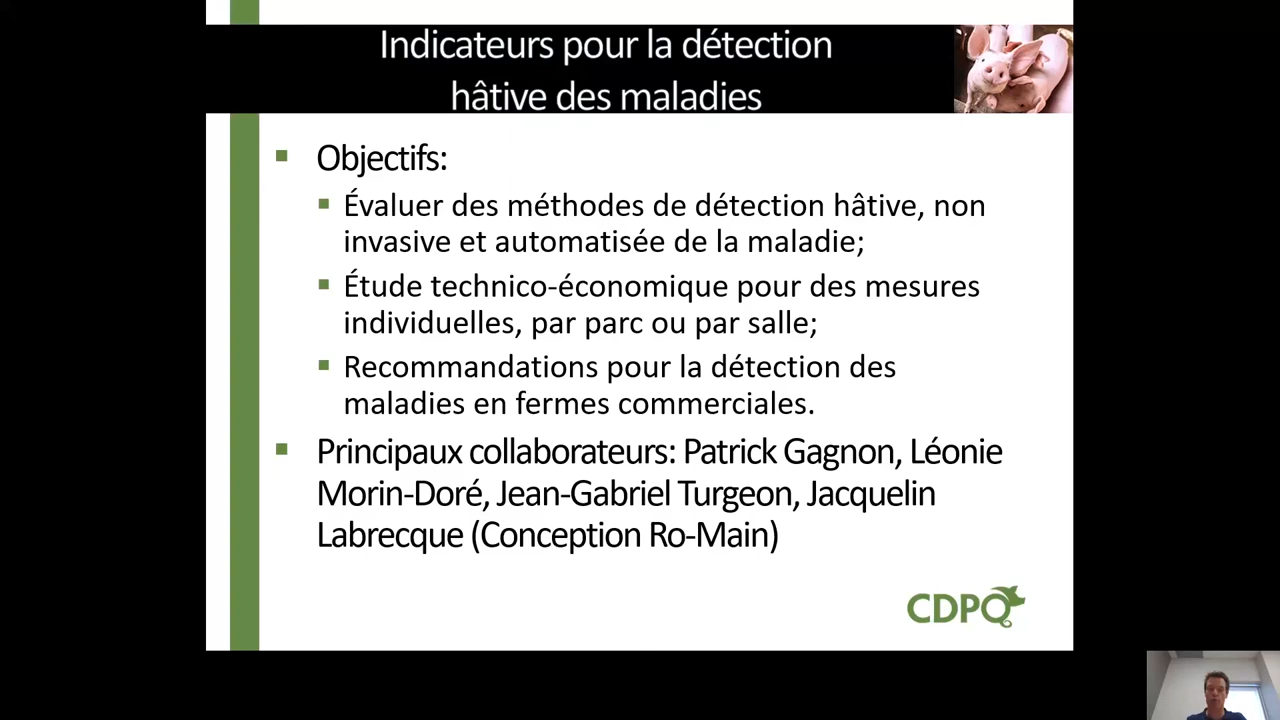 Indicateurs pour la détection
hâtive des maladies
Objectifs:
Évaluer des méthodes de détection hâtive, non
invasive et automatisée de la maladie;
Étude technico-économique pour des mesures
individuelles, par parc ou par salle;
Recommandations pour la détection des
maladies en fermes commerciales.
Principaux collaborateurs: Patrick Gagnon, Léonie
Morin-Doré, Jean-Gabriel Turgeon, Jacquelin
Labrecque (Conception Ro-Main)
CDPQ